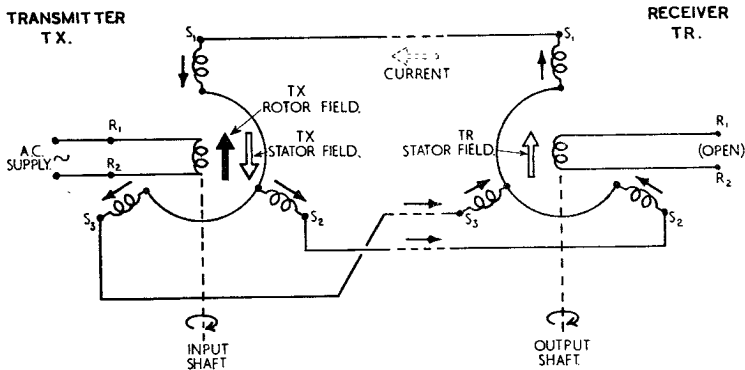 TRANSMITTER
TX.
RECEIVER
TR.
S1
S1
CURRENT
TX
ROTOR FIELD.
TX
STATOR FIELD.
TR
STATOR FIELD.
R1
R1
A.C.
SUPPLY.
(OPEN)
R2
R2
S3
S2
S3
S2
INPUT
SHAFT
OUTPUT
SHAFT.